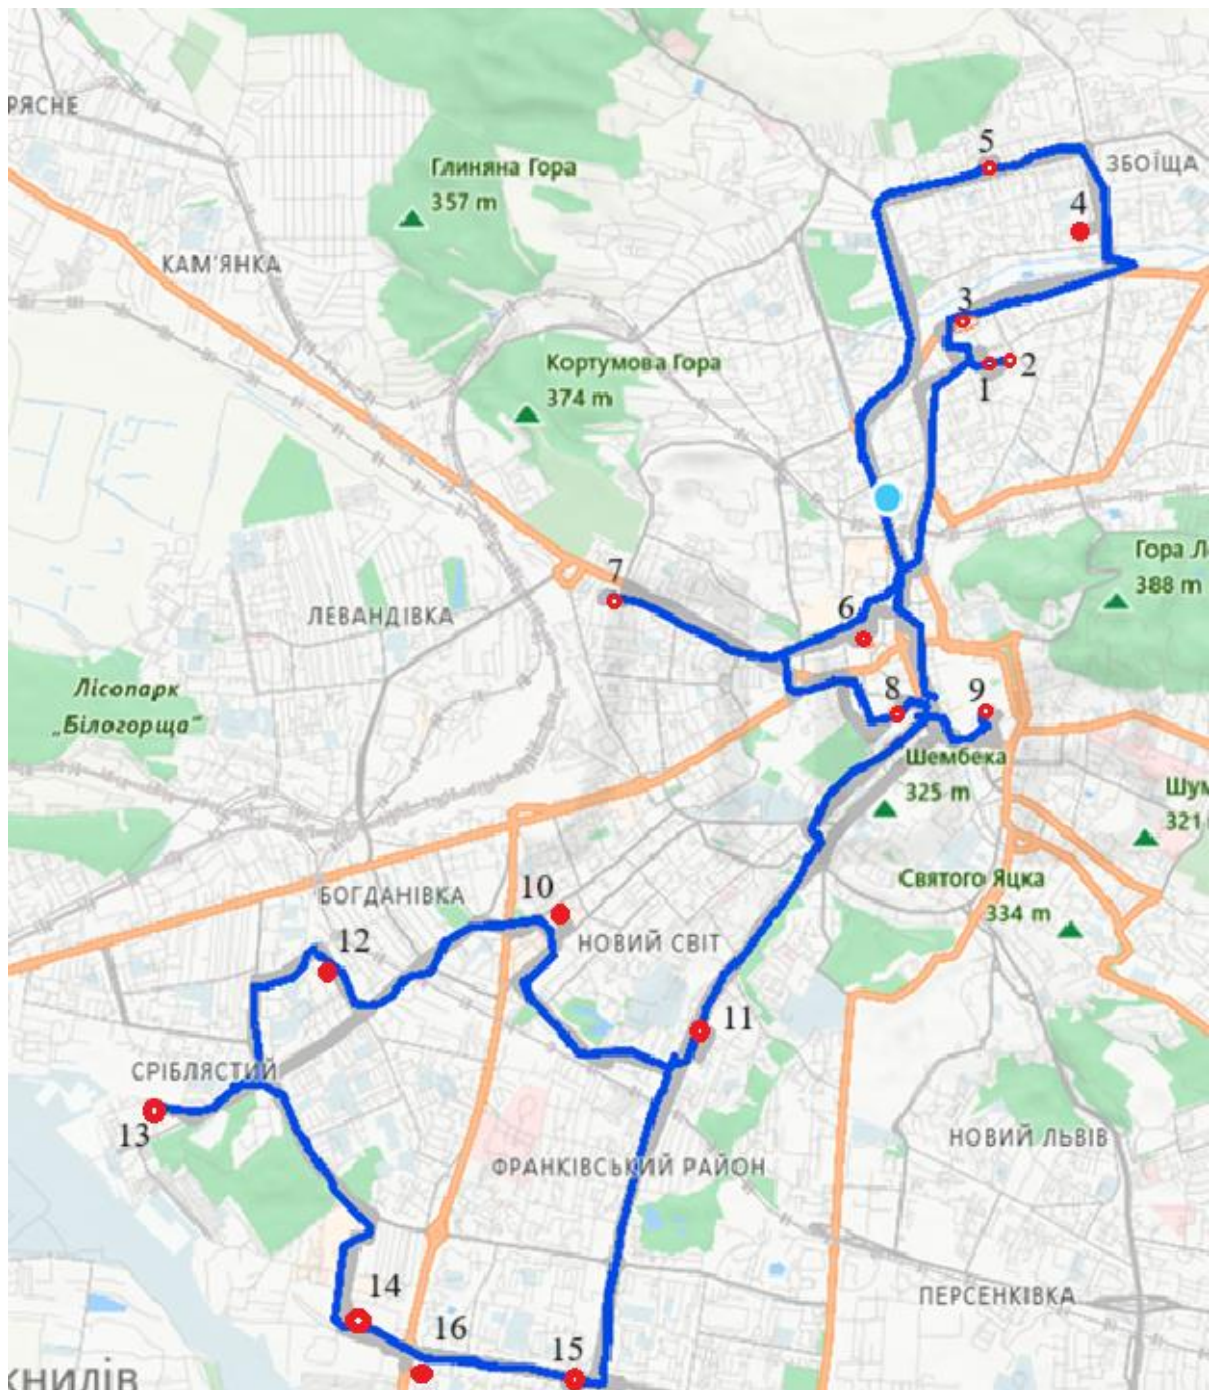 РЯСНЕ
5
ЗБОЇЩА
Глиняна Гора
357 m
4
КАМ'ЯНКА
3
Кортумова Гора
374 m
2
1
Гора Л
388 m
7
6
ЛЕВАНДІВКА
Лісопарк
„Білогорща"
8
9
Шембека
325 m
Шум
321
Святого Яцка
334 m
БОГДАНІВКА
10
12
НОВИЙ СВІТ
11
СРІБЛЯСТИЙ
13
НОВИЙ ЛЬВІВ
ФРАНКІВСЬКИЙ РАЙОН
14
ПЕРСЕНКІВКА
16
15
КНИЛІВ